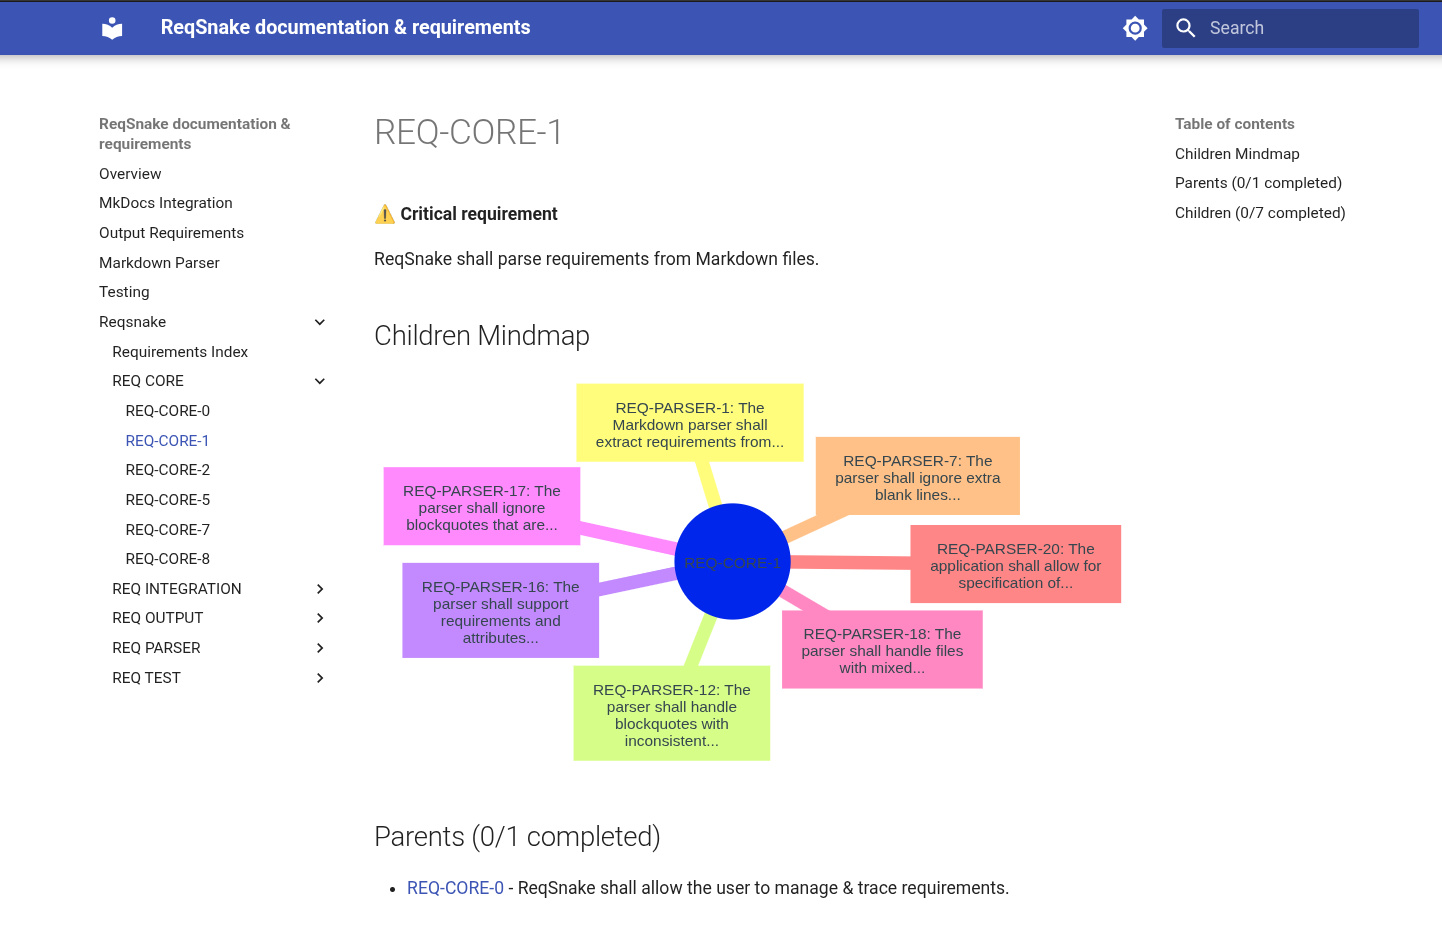 ReqSnake documentation & requirements
Search
ReqSnake documentation &
requirements
Overview
MkDocs Integration
Output Requirements
Markdown Parser
Testing
Reqsnake
Requirements Index
REQ CORE
REQ-CORE-0
REQ-CORE-1
REQ-CORE-2
REQ-CORE-5
REQ-CORE-7
REQ-CORE-8
REQ INTEGRATION
REQ OUTPUT
REQ PARSER
REQ TEST
REQ-CORE-1
⚠️ Critical requirement
ReqSnake shall parse requirements from Markdown files.
Children Mindmap
REQ-PARSER-1: The
Markdown parser shall
extract requirements from...
REQ-PARSER-7: The
parser shall ignore extra
blank lines...
REQ-PARSER-17: The
parser shall ignore
blockquotes that are...
REQ-PARSER-20: The
application shall allow for
specification of...
REQ-CORE-1
REQ-PARSER-16: The
parser shall support
requirements and
attributes...
REQ-PARSER-18: The
parser shall handle files
with mixed...
REQ-PARSER-12: The
parser shall handle
blockquotes with
inconsistent...
Parents (0/1 completed)
• REQ-CORE-0 - ReqSnake shall allow the user to manage & trace requirements.
Table of contents
Children Mindmap
Parents (0/1 completed)
Children (0/7 completed)